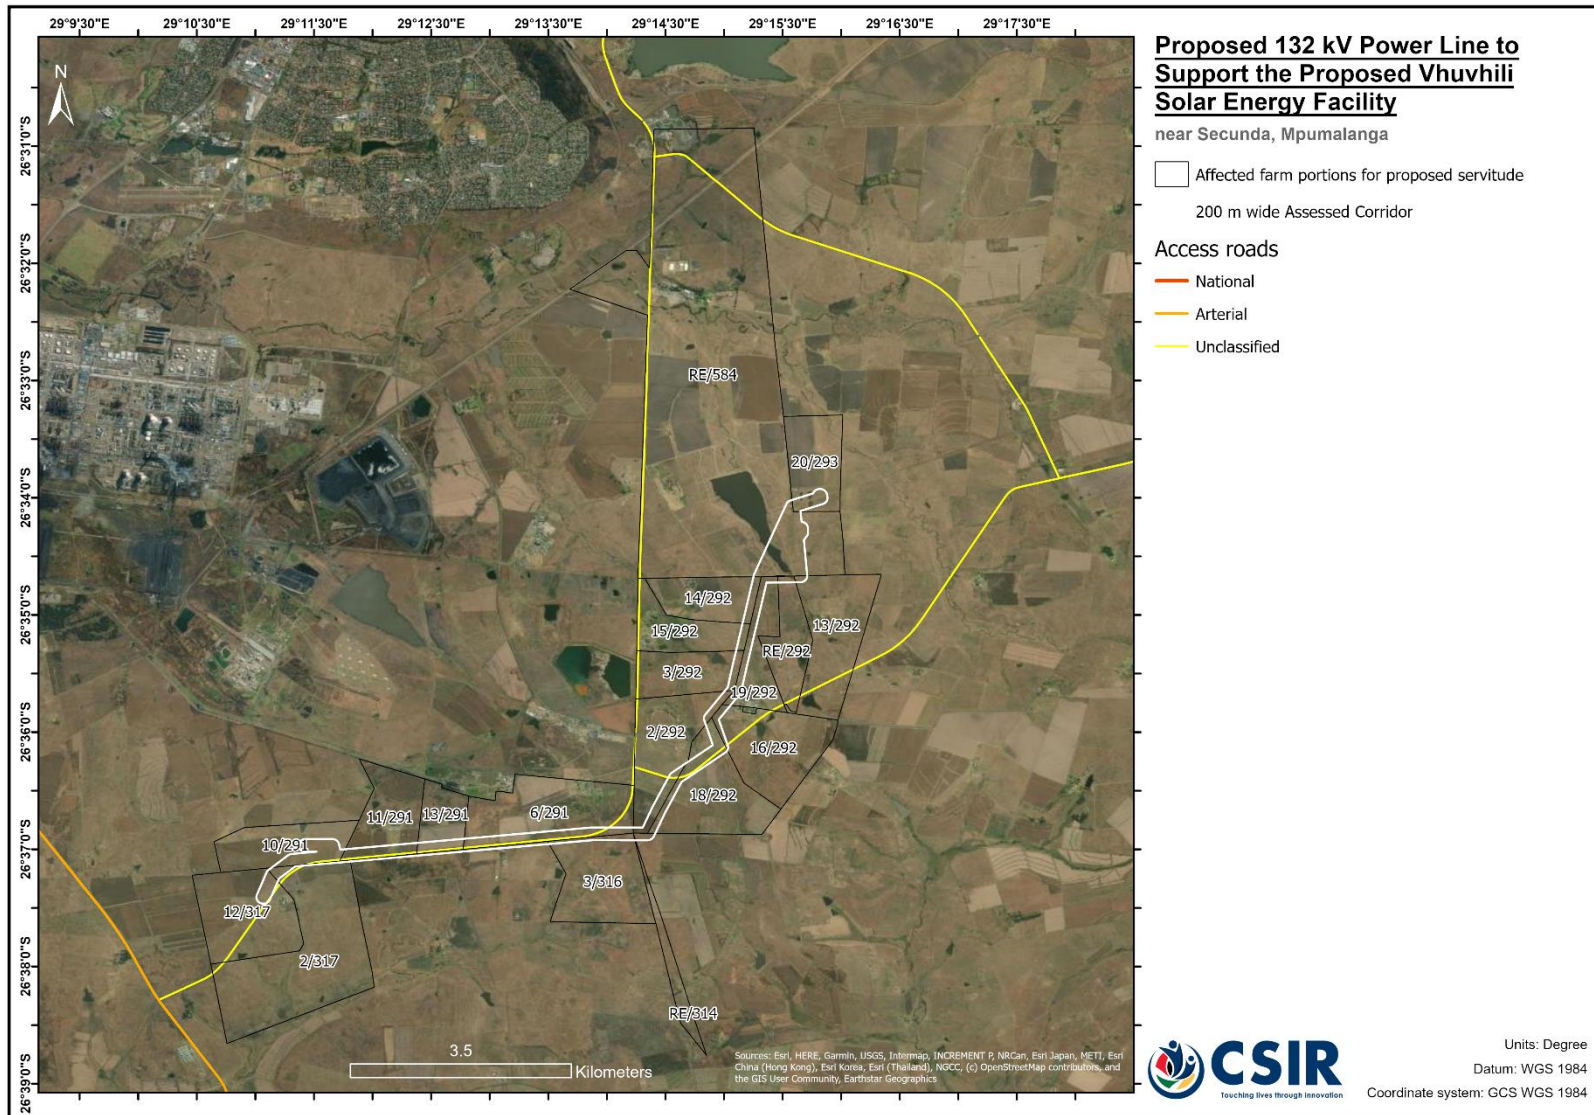 29°9'30"E 29°10'30"E 29°11'30"E 29°12'30"E 29°13'30"E 29°14'30"E 29°15'30"E 29°16'30"E 29°17'30"E
Proposed 132 kV Power Line to
Support the Proposed Vhuvhili
Solar Energy Facility
near Secunda, Mpumalanga
Affected farm portions for proposed servitude
200 m wide Assessed Corridor
Access roads
National
Arterial
Unclassified
N
26°31'0"S
26°32'0"S
26°33'0"S
26°34'0"S
26°35'0"S
26°36'0"S
26°37'0"S
26°38'0"S
26°39'0"S
RE/584
20/293
14/292
15/292
13/292
RE/292
3/292
19/292
2/292
16/292
18/292
6/291
13/291
11/291
10/291
3/316
12/317
2/317
RE/314
3.5
Kilometers
Sources: Esri, HERE, Garmin, USGS, Intermap, INCREMENT P, NRCan, Esri Japan, METI, Esri
China (Hong Kong), Esri Korea, Esri (Thailand), NGCC, (c) OpenStreetMap contributors, and
the GIS User Community, Earthstar Geographics
CSIR
Touching lives through innovation
Units: Degree
Datum: WGS 1984
Coordinate system: GCS WGS 1984